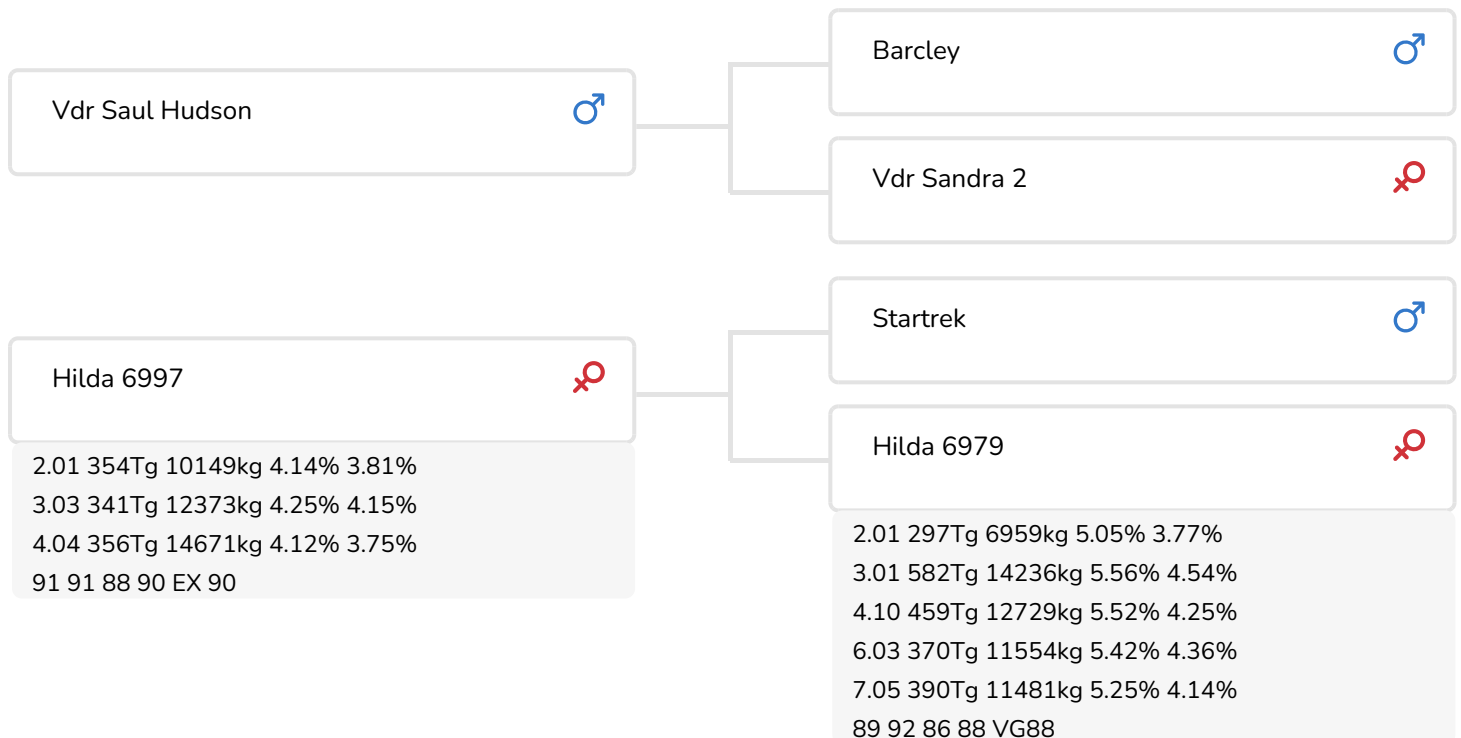 Vdr Saul Hudson
Barcley
Vdr Sandra 2
Hilda 6997
2.01 354Tg 10149kg 4.14% 3.81%
3.03 341Tg 12373kg 4.25% 4.15%
4.04 356Tg 14671kg 4.12% 3.75%
91 91 88 90 EX 90
Startrek
Hilda 6979
2.01 297Tg 6959kg 5.05% 3.77%
3.01 582Tg 14236kg 5.56% 4.54%
4.10 459Tg 12729kg 5.52% 4.25%
6.03 370Tg 11554kg 5.42% 4.36%
7.05 390Tg 11481kg 5.25% 4.14%
89 92 86 88 VG88